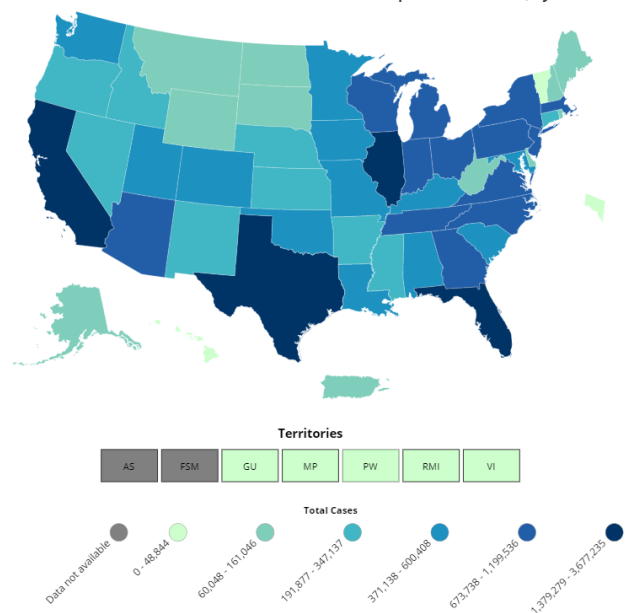 Territories
AS FSM GU MP PW RMI VI
Total Cases
Data not available
0 - 48,844
60,048 - 161,046
191,877 - 347,137
371,138 - 600,408
673,738 - 1,199,536
1,379,279 - 3,677,235